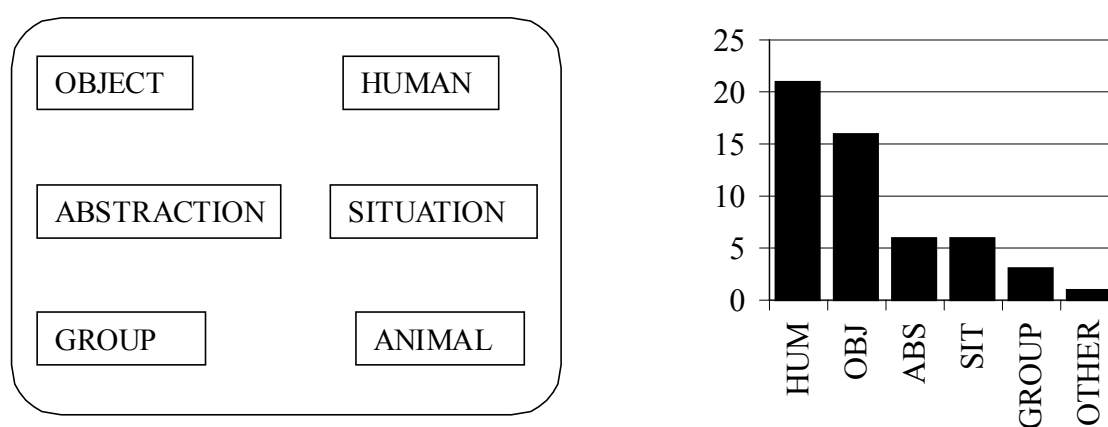 OBJECT
HUMAN
ABSTRACTION
SITUATION
GROUP
ANIMAL
25
20
15
10
5
0
HUM
OBJ
ABS
SIT
GROUP
OTHER